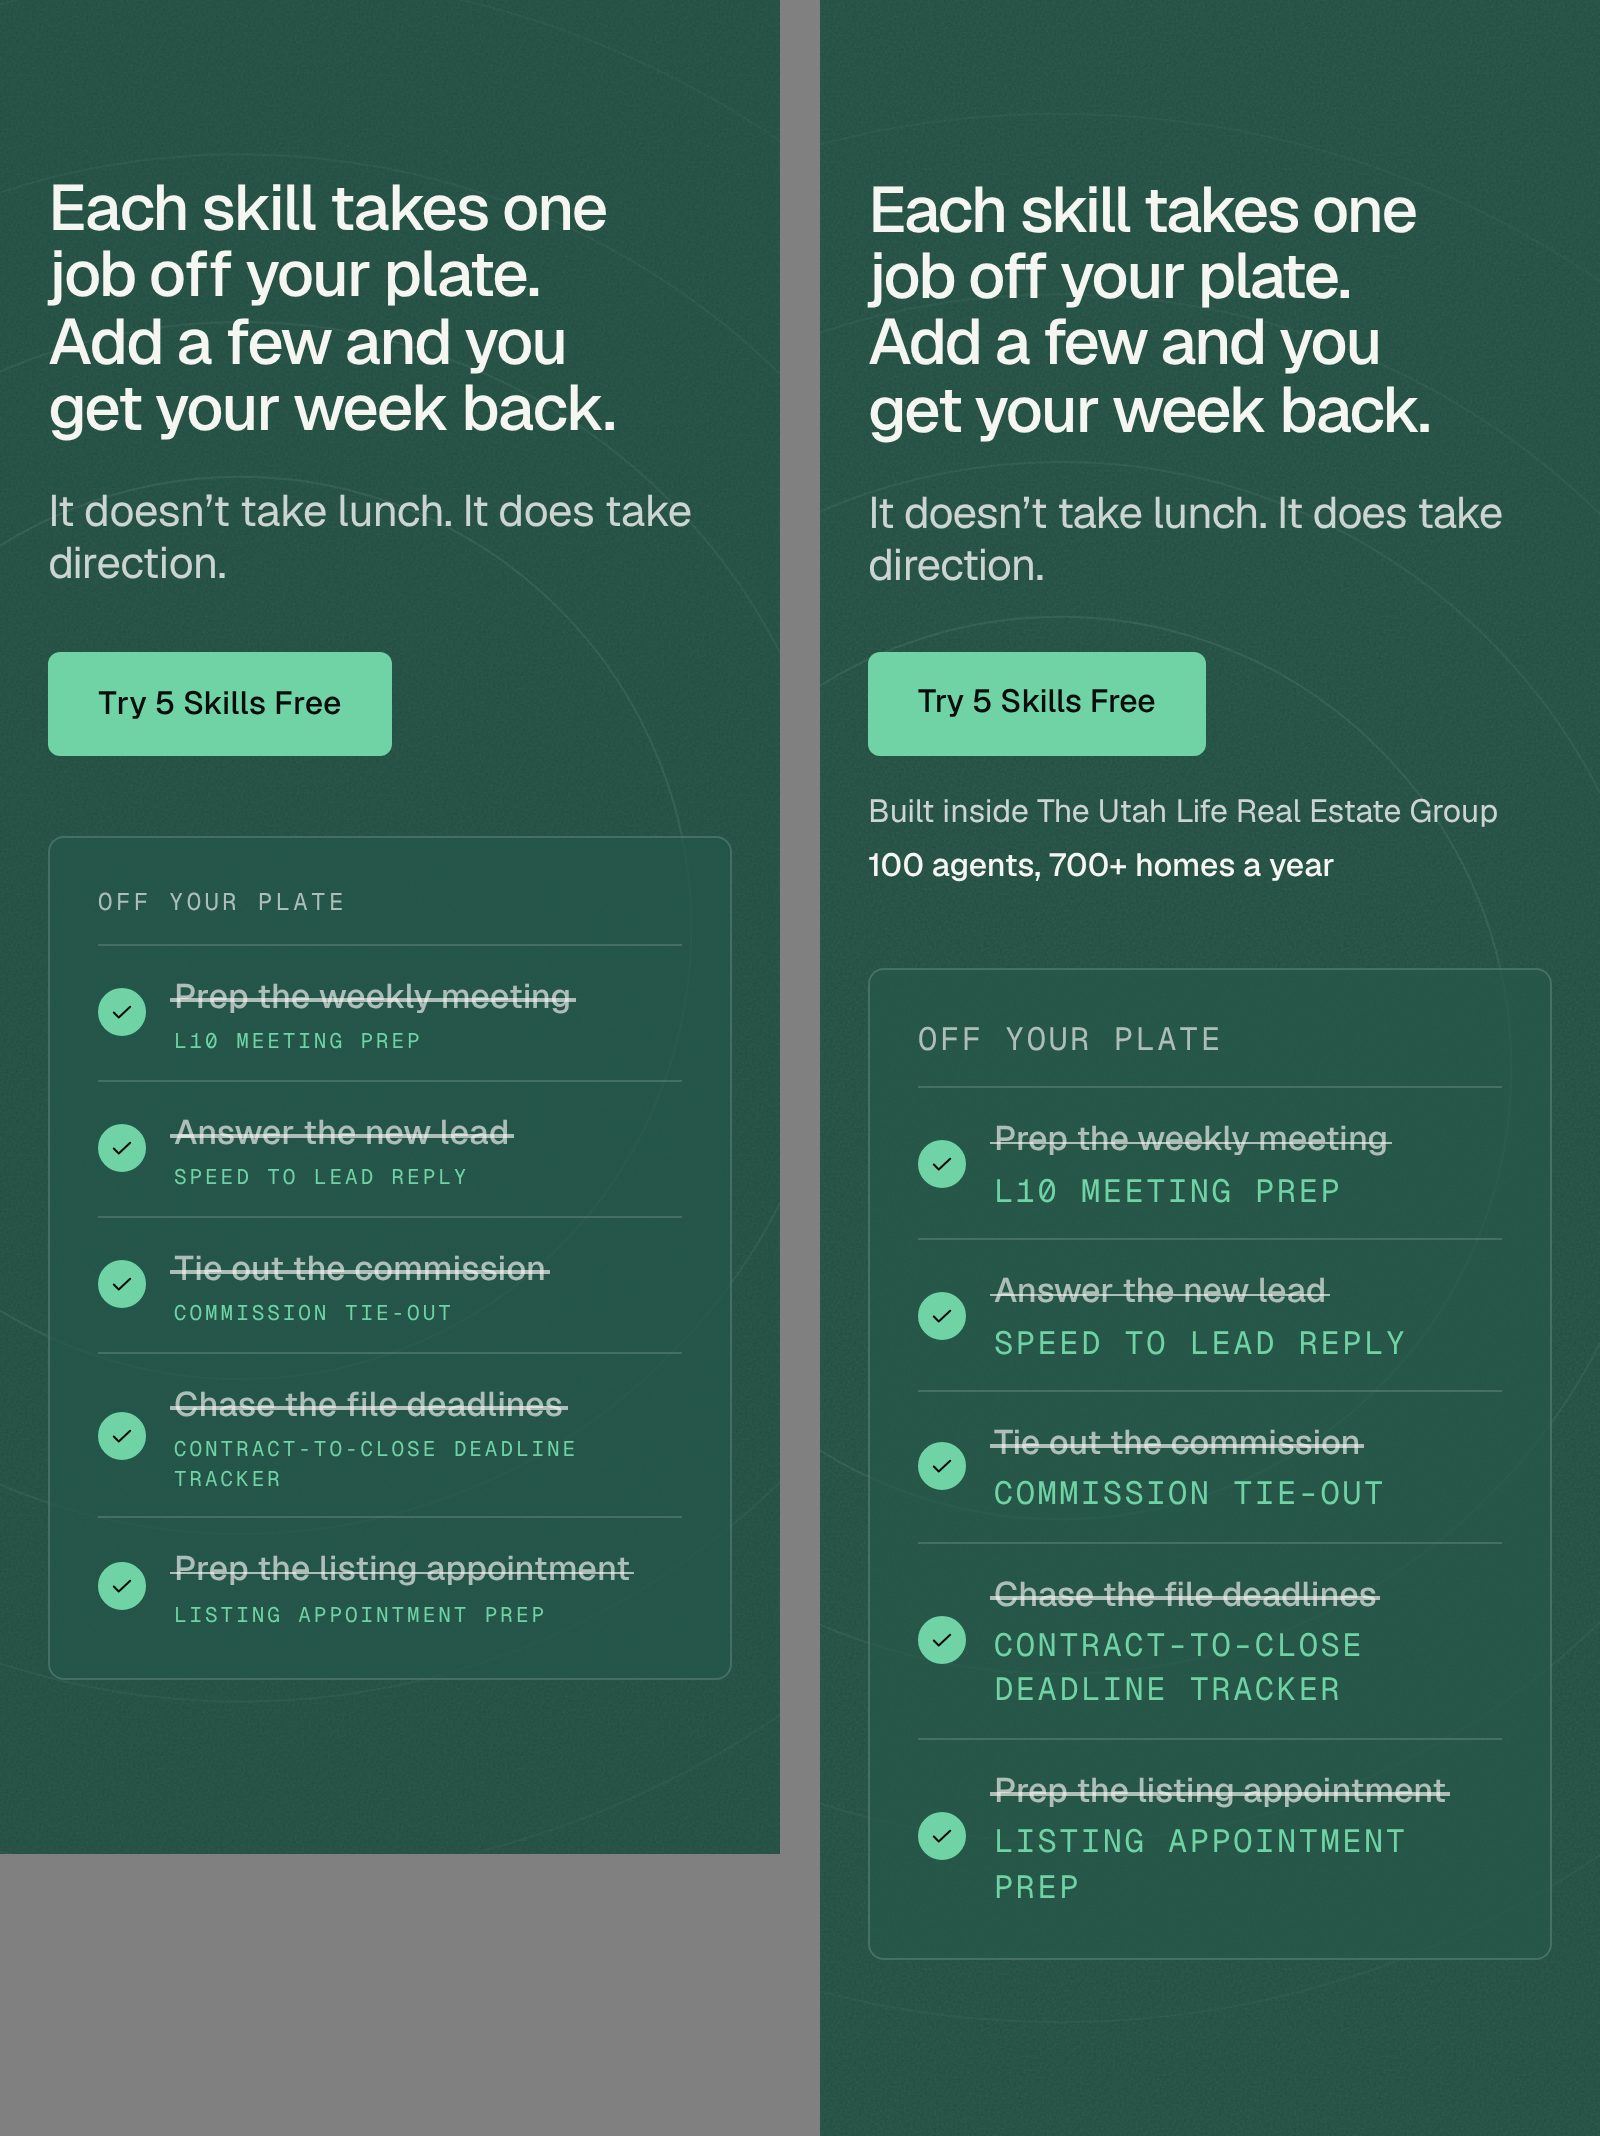 Each skill takes one
job off your plate.
Add a few and you
get your week back.
It doesn’t take lunch. It does take
direction.
Try 5 Skills Free
OFF YOUR PLATE
Prep the weekly meeting
L10 MEETING PREP
Answer the new lead
SPEED TO LEAD REPLY
Tie out the commission
COMMISSION TIE-OUT
Chase the file deadlines
CONTRACT-TO-CLOSE DEADLINE
TRACKER
Prep the listing appointment
LISTING APPOINTMENT PREP
Each skill takes one
job off your plate.
Add a few and you
get your week back.
It doesn’t take lunch. It does take
direction.
Try 5 Skills Free
Built inside The Utah Life Real Estate Group
100 agents, 700+ homes a year
OFF YOUR PLATE
Prep the weekly meeting
L10 MEETING PREP
Answer the new lead
SPEED TO LEAD REPLY
Tie out the commission
COMMISSION TIE-OUT
Chase the file deadlines
CONTRACT-TO-CLOSE
DEADLINE TRACKER
Prep the listing appointment
LISTING APPOINTMENT
PREP